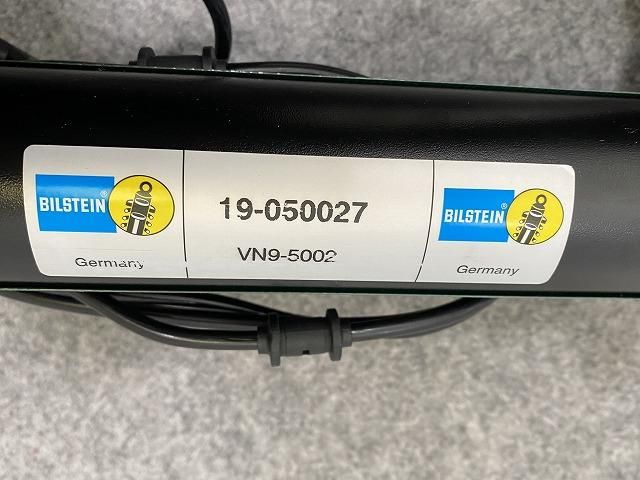 BILSTEIN®
Germany
19-050027
VN9-5002
BILSTEIN®
Germany